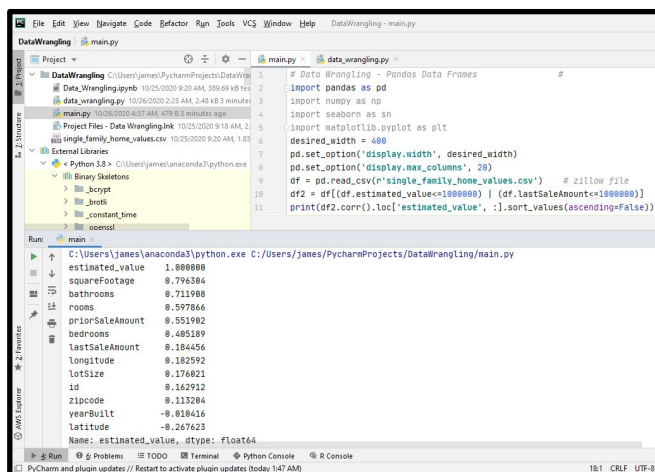 File Edit View Navigate Code Refactor Run Tools VCS Window Help DataWrangling - main.py
DataWrangling main.py
Project
main.py data_wrangling.py
1: Project
DataWrangling C:\Users\james\PycharmProjects\DataWran
Data_Wrangling.ipynb 10/25/2020 9:20 AM, 389.69 kB Yes
data_wrangling.py 10/26/2020 2:23 AM, 2.48 kB 3 minutes
main.py 10/26/2020 4:37 AM, 479 B 3 minutes ago
Project Files - Data Wrangling.lnk 10/25/2020 9:18 AM, 2.
single_family_home_values.csv 10/25/2020 9:20 AM, 1.83
External Libraries
< Python 3.8 > C:\Users\james\anaconda3\python.exe
Binary Skeletons
_bcrypt
_brotli
_constant_time
_openssl
Z: Structure
1 # Data Wrangling - Pandas Data Frames #
2 import pandas as pd
3 import numpy as np
4 import seaborn as sn
5 import matplotlib.pyplot as plt
6 desired_width = 400
7 pd.set_option('display.width', desired_width)
8 pd.set_option('display.max_columns', 20)
9 df = pd.read_csv(r'single_family_home_values.csv') # zillow file
10 df2 = df[(df.estimated_value<=1000000) | (df.lastSaleAmount<=1000000)]
11 print(df2.corr().loc['estimated_value', :].sort_values(ascending=False))
Run: main
C:\Users\james\anaconda3\python.exe C:/Users/james/PycharmProjects/DataWrangling/main.py
estimated_value 1.000000
squareFootage 0.796304
bathrooms 0.711908
rooms 0.597866
priorSaleAmount 0.551902
bedrooms 0.405189
lastSaleAmount 0.184456
longitude 0.182592
lotSize 0.176021
id 0.162912
zipcode 0.113204
yearBuilt -0.010416
latitude -0.267623
Name: estimated_value, dtype: float64
2: Favorites
AWS Explorer
4: Run 6: Problems TODO Terminal Python Console R Console
PyCharm and plugin updates // Restart to activate plugin updates (today 1:47 AM) 18:1 CRLF UTF-8